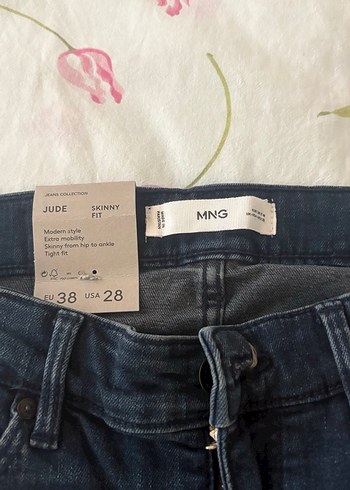 JEANS COLLECTION
JUDE SKINNY
FIT
Modern style
Extra mobility
Skinny from hip to ankle
Tight fit
EU 38 USA 28
MNG